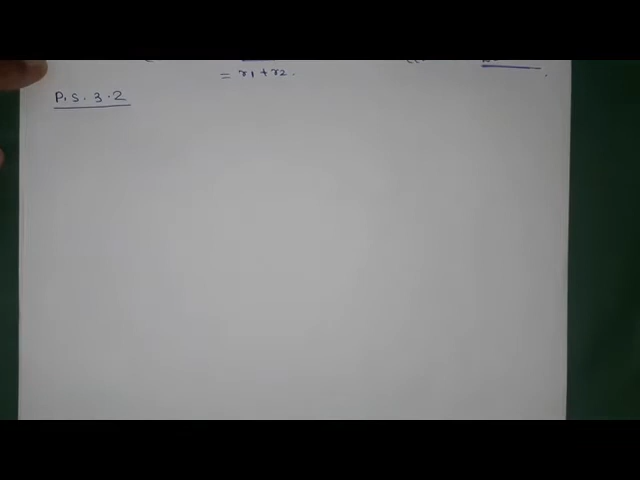 = r1 + r2.
P.S. 3.2